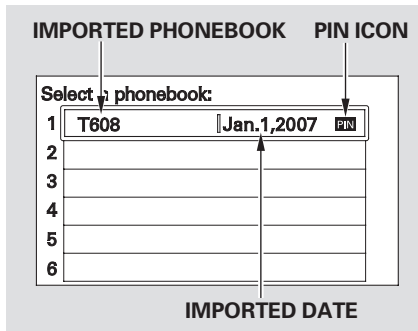 IMPORTED PHONEBOOK PIN ICON
Select a phonebook:
1 T608 Jan.1,2007 PIN
2
3
4
5
6
IMPORTED DATE